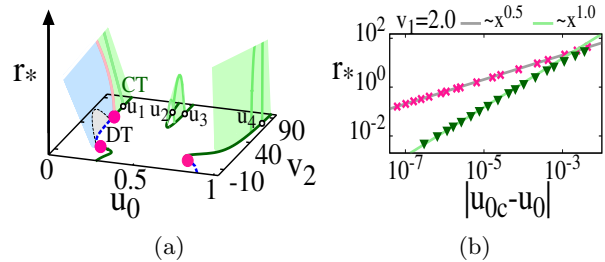 r*
CT
u1
u2
u3
u4
DT
90
40
-10
v2
0
0.5
1
u0
(a)
v1=2.0 ~x^0.5 ~x^1.0
10^2
r*
10^0
10^-2
10^-7 10^-5 10^-3
|u0c-u0|
(b)